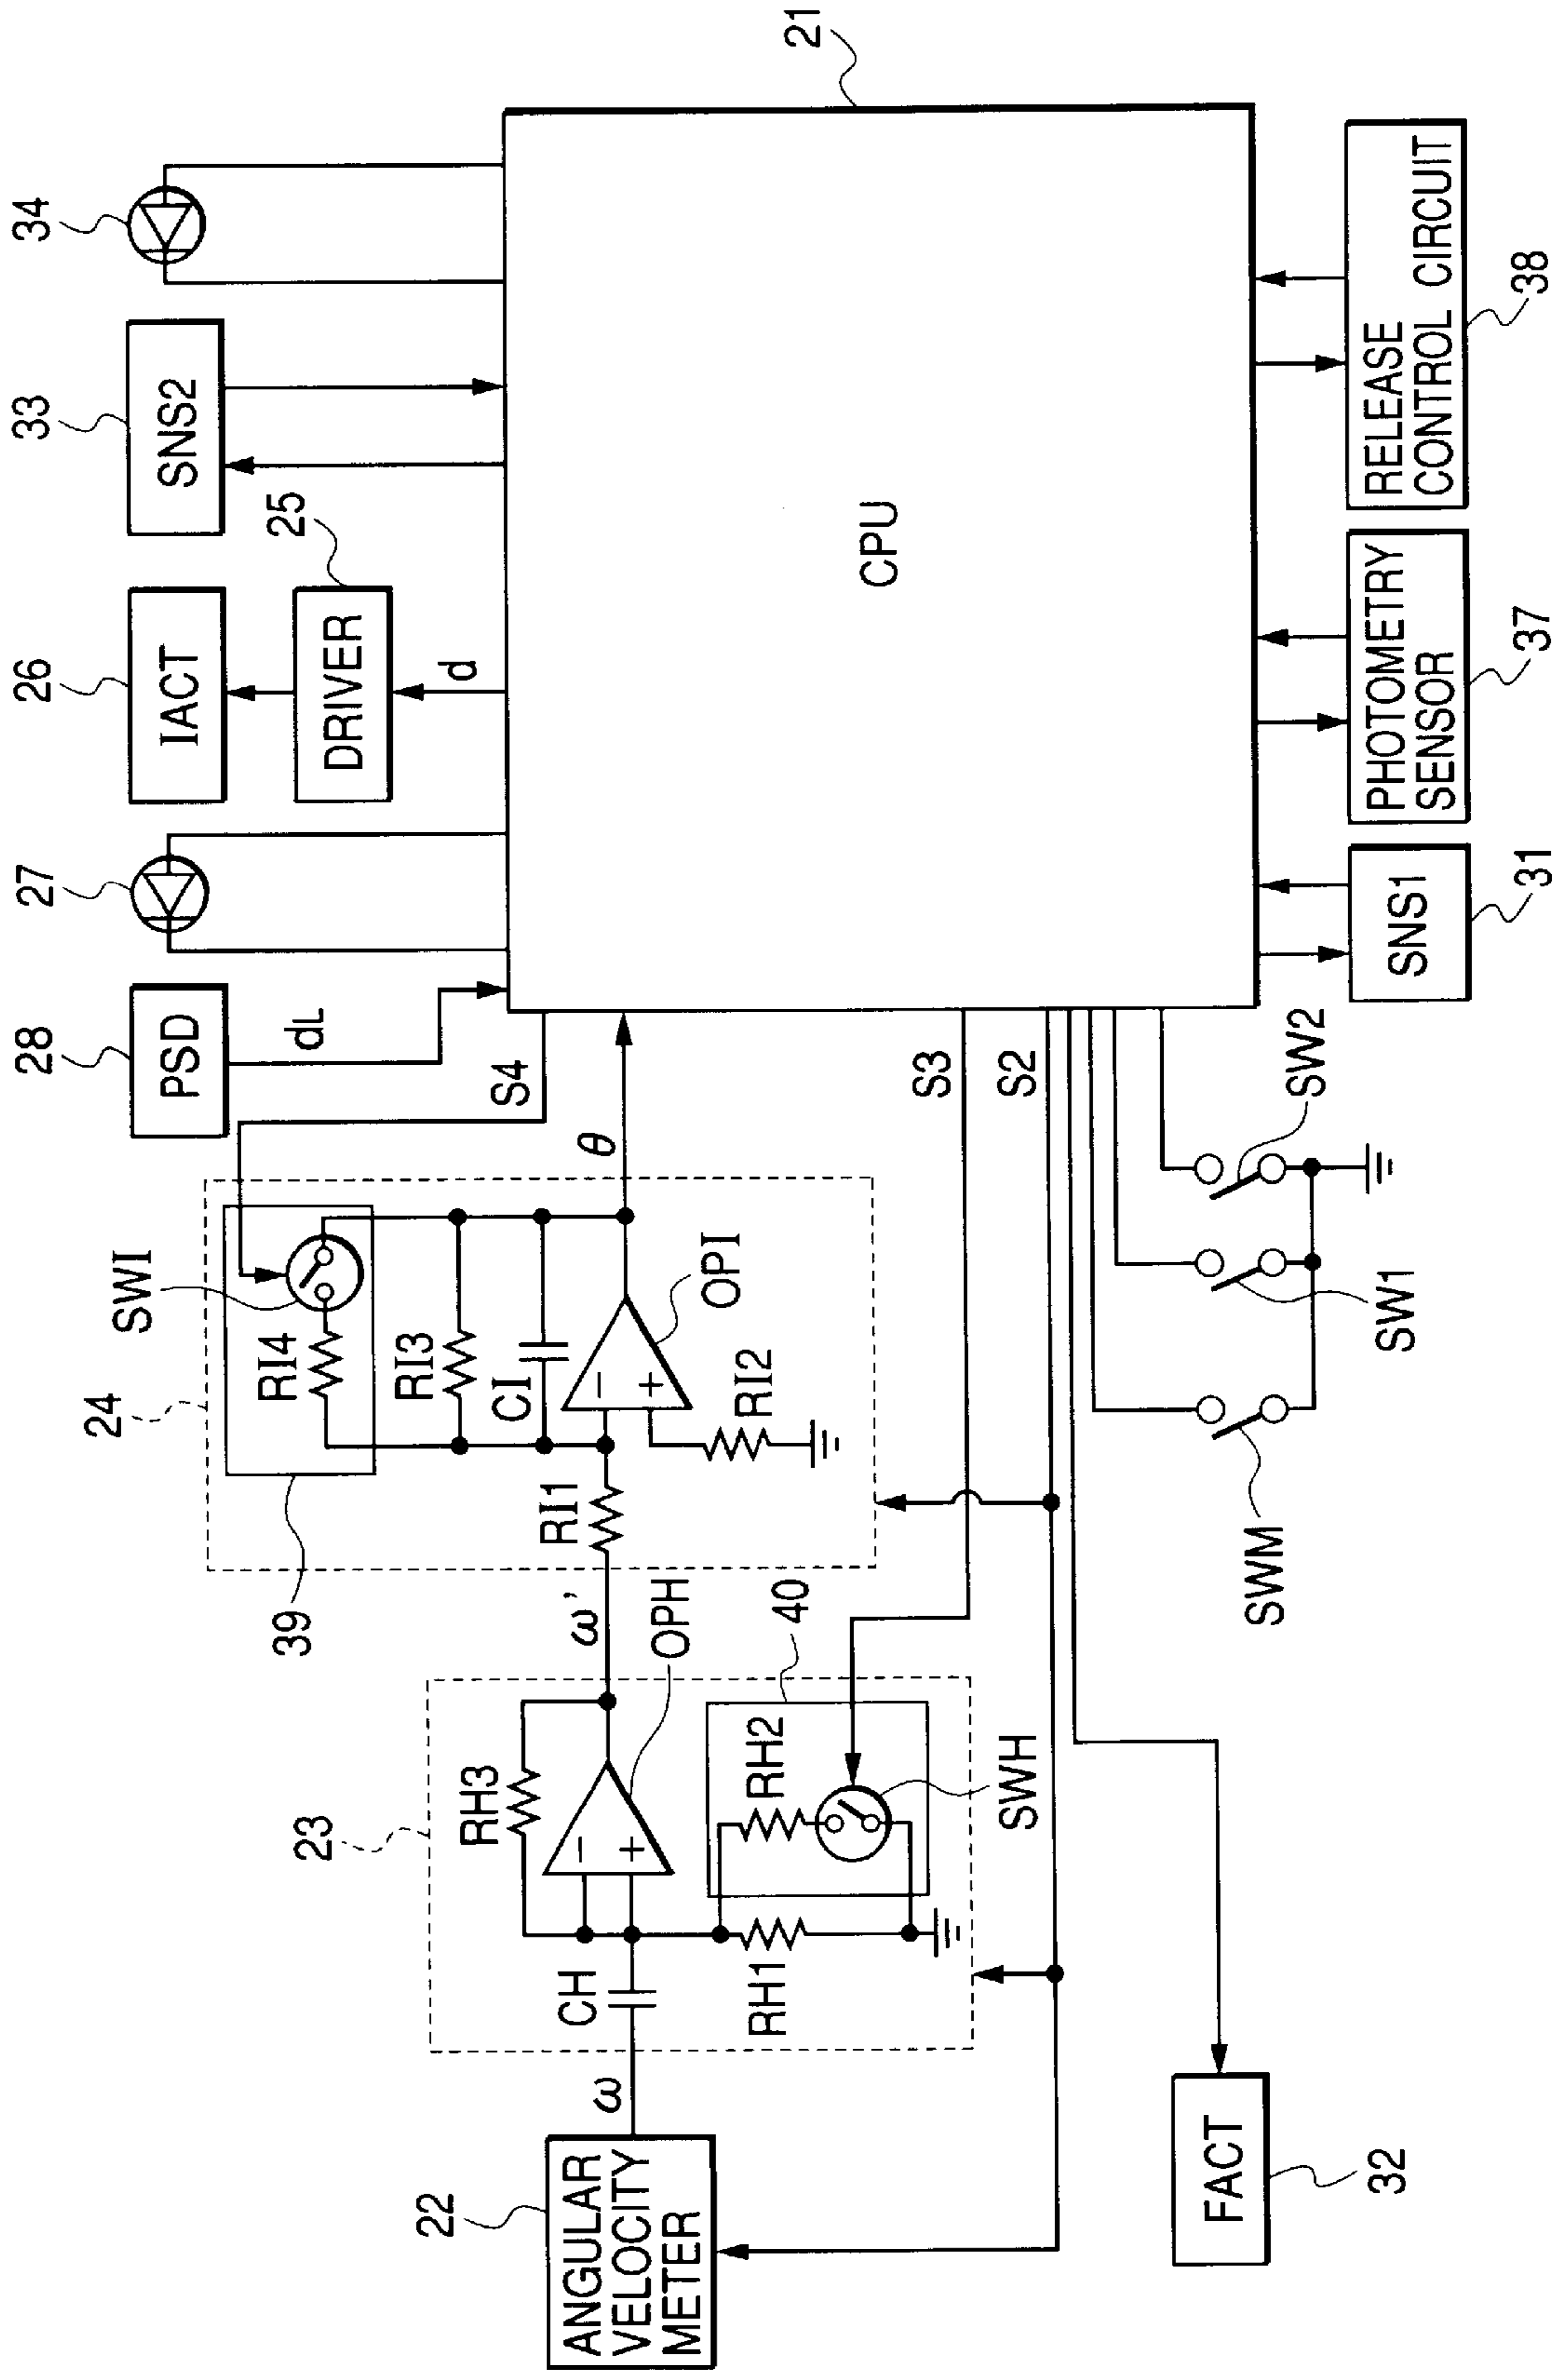 28
27
26
33
34
PSD
IACT
SNS2
25
dL
DRIVER
d
21
SWI
S4
24
RI4
RI3
CI
θ
OPI
RI2
RI1
39
ω'
OPH
40
23
RH3
RH2
SWH
CH
RH1
ω
22
ANGULAR
VELOCITY
METER
CPU
S3
S2
SWM
SW1
SW2
FACT
32
SNS1
31
PHOTOMETRY
SENSOR
37
RELEASE
CONTROL CIRCUIT
38